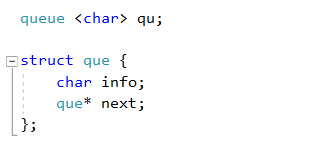 queue <char> qu;
struct que {
char info;
que* next;
};